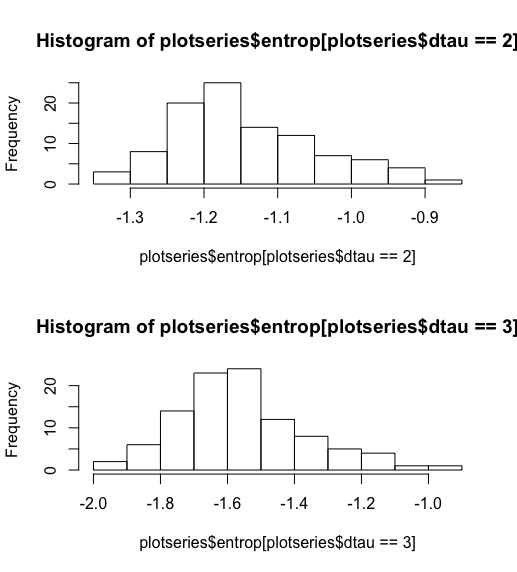 Histogram of plotseries$entrop[plotseries$dtau == 2]
Frequency
20
10
0
-1.3 -1.2 -1.1 -1.0 -0.9
plotseries$entrop[plotseries$dtau == 2]
Histogram of plotseries$entrop[plotseries$dtau == 3]
Frequency
20
10
0
-2.0 -1.8 -1.6 -1.4 -1.2 -1.0
plotseries$entrop[plotseries$dtau == 3]